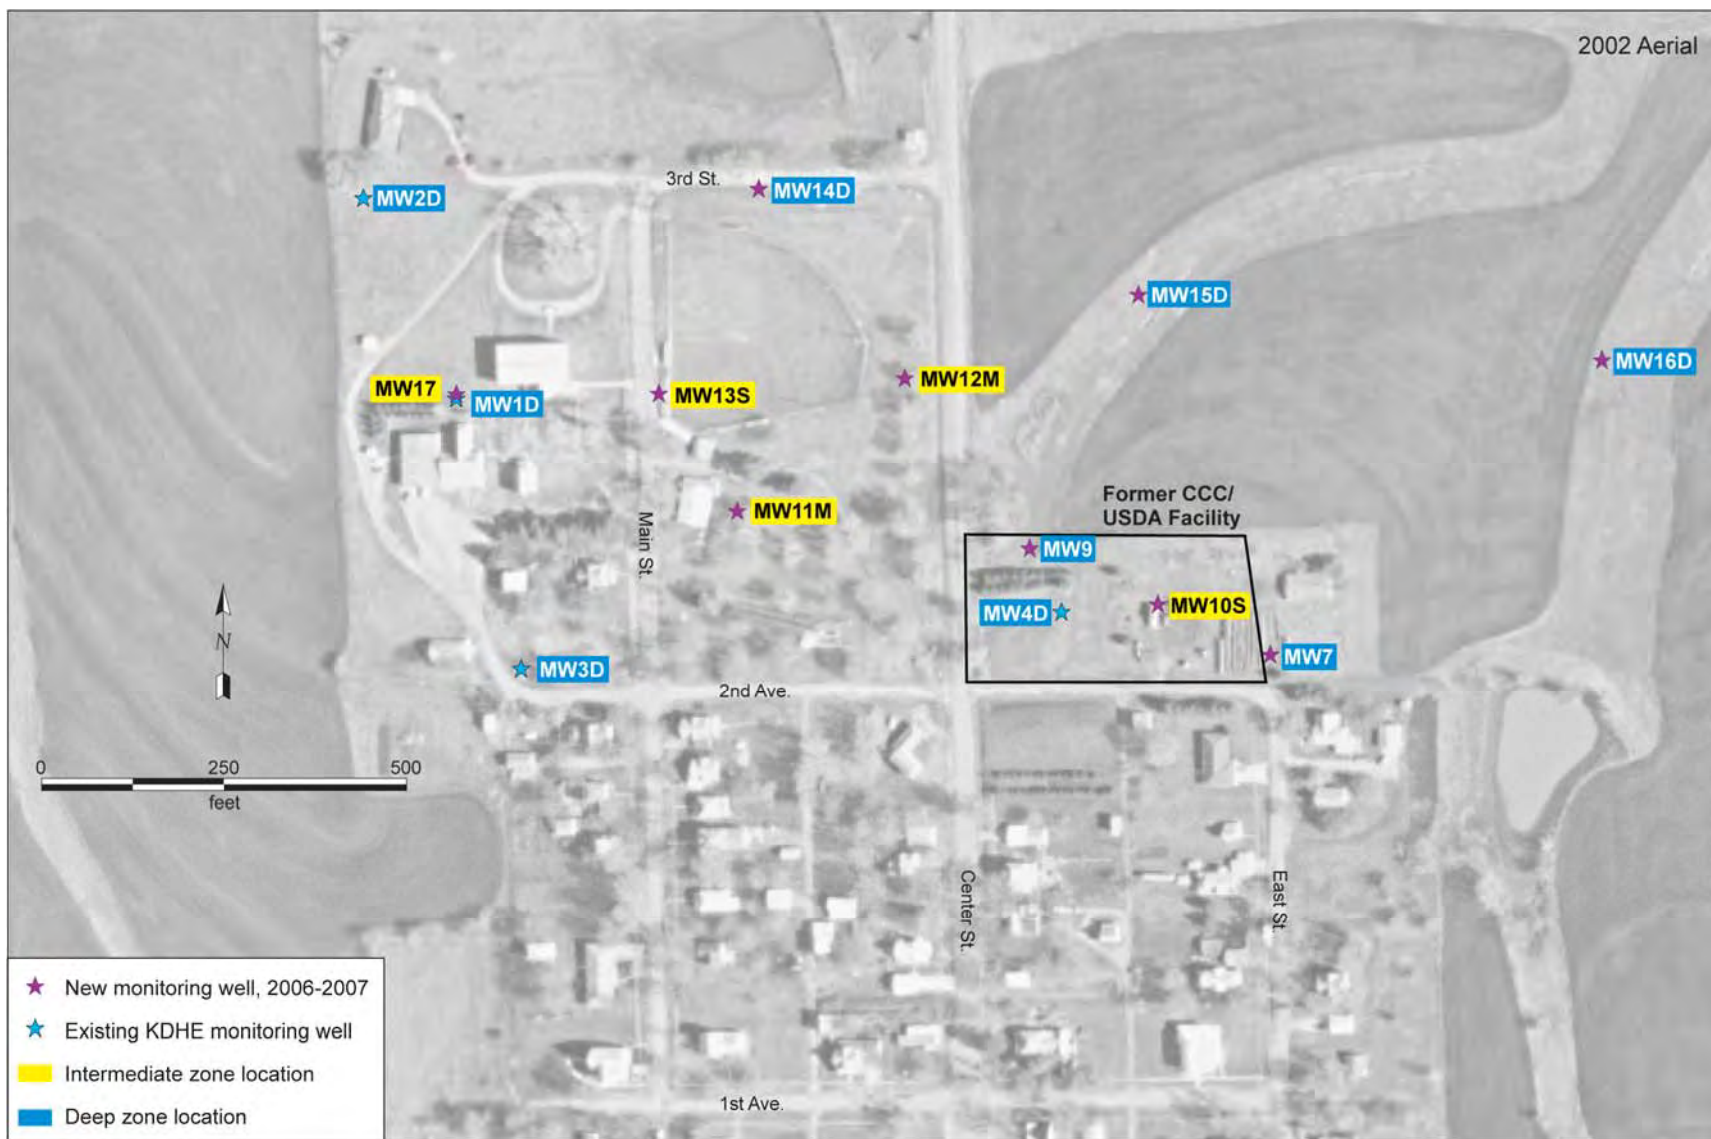 2002 Aerial
3rd St.
MW14D
MW2D
MW15D
MW16D
MW12M
MW17
MW13S
MW1D
Former CCC/
USDA Facility
MW11M
Main St.
MW9
MW10S
MW4D
N
MW7
MW3D
2nd Ave.
0 250 500
feet
Center St.
East St.
New monitoring well, 2006-2007
Existing KDHE monitoring well
Intermediate zone location
Deep zone location
1st Ave.